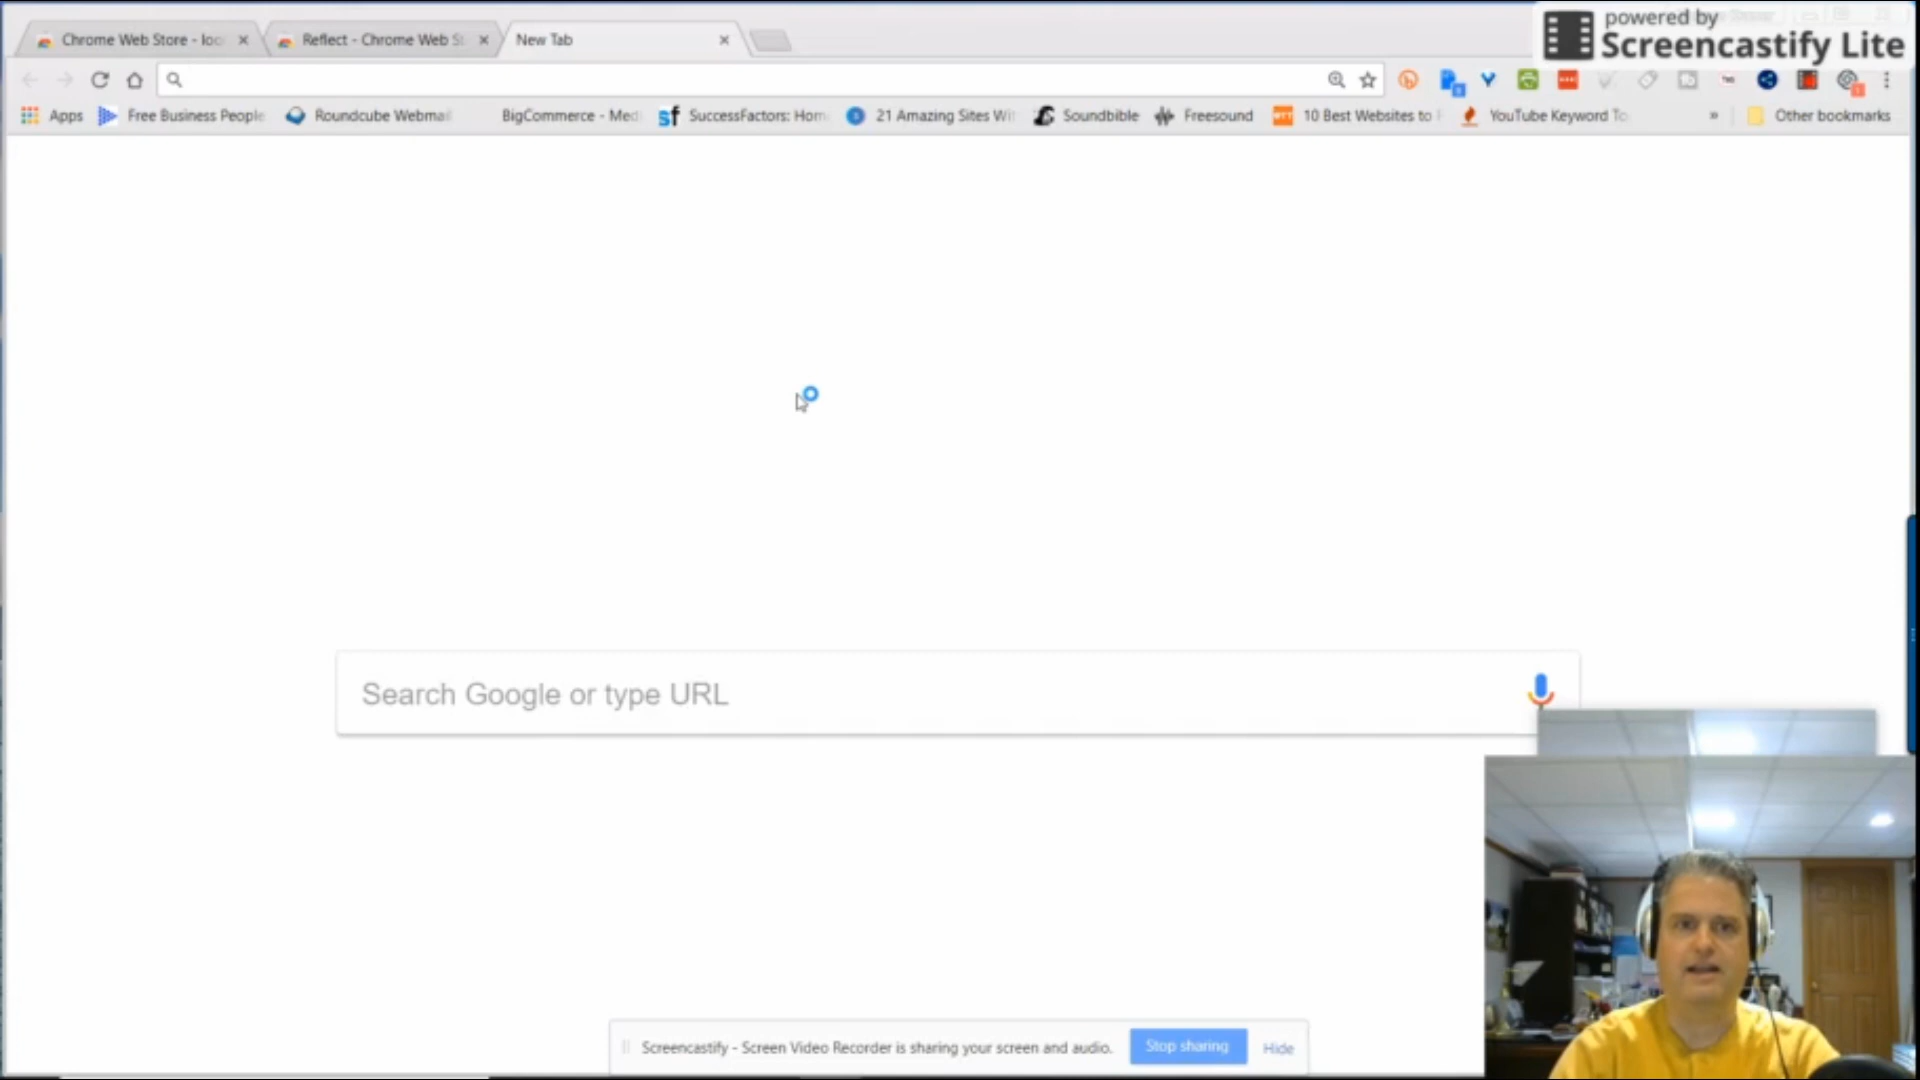 Chrome Web Store - loo
Reflect - Chrome Web St
New Tab
powered by
Screencastify Lite
Apps
Free Business People
Roundcube Webmail
BigCommerce - Med
SuccessFactors: Hom
21 Amazing Sites Wit
Soundbible
Freesound
10 Best Websites to F
YouTube Keyword To
»
Other bookmarks
Search Google or type URL
Screencastify - Screen Video Recorder is sharing your screen and audio.
Stop sharing
Hide